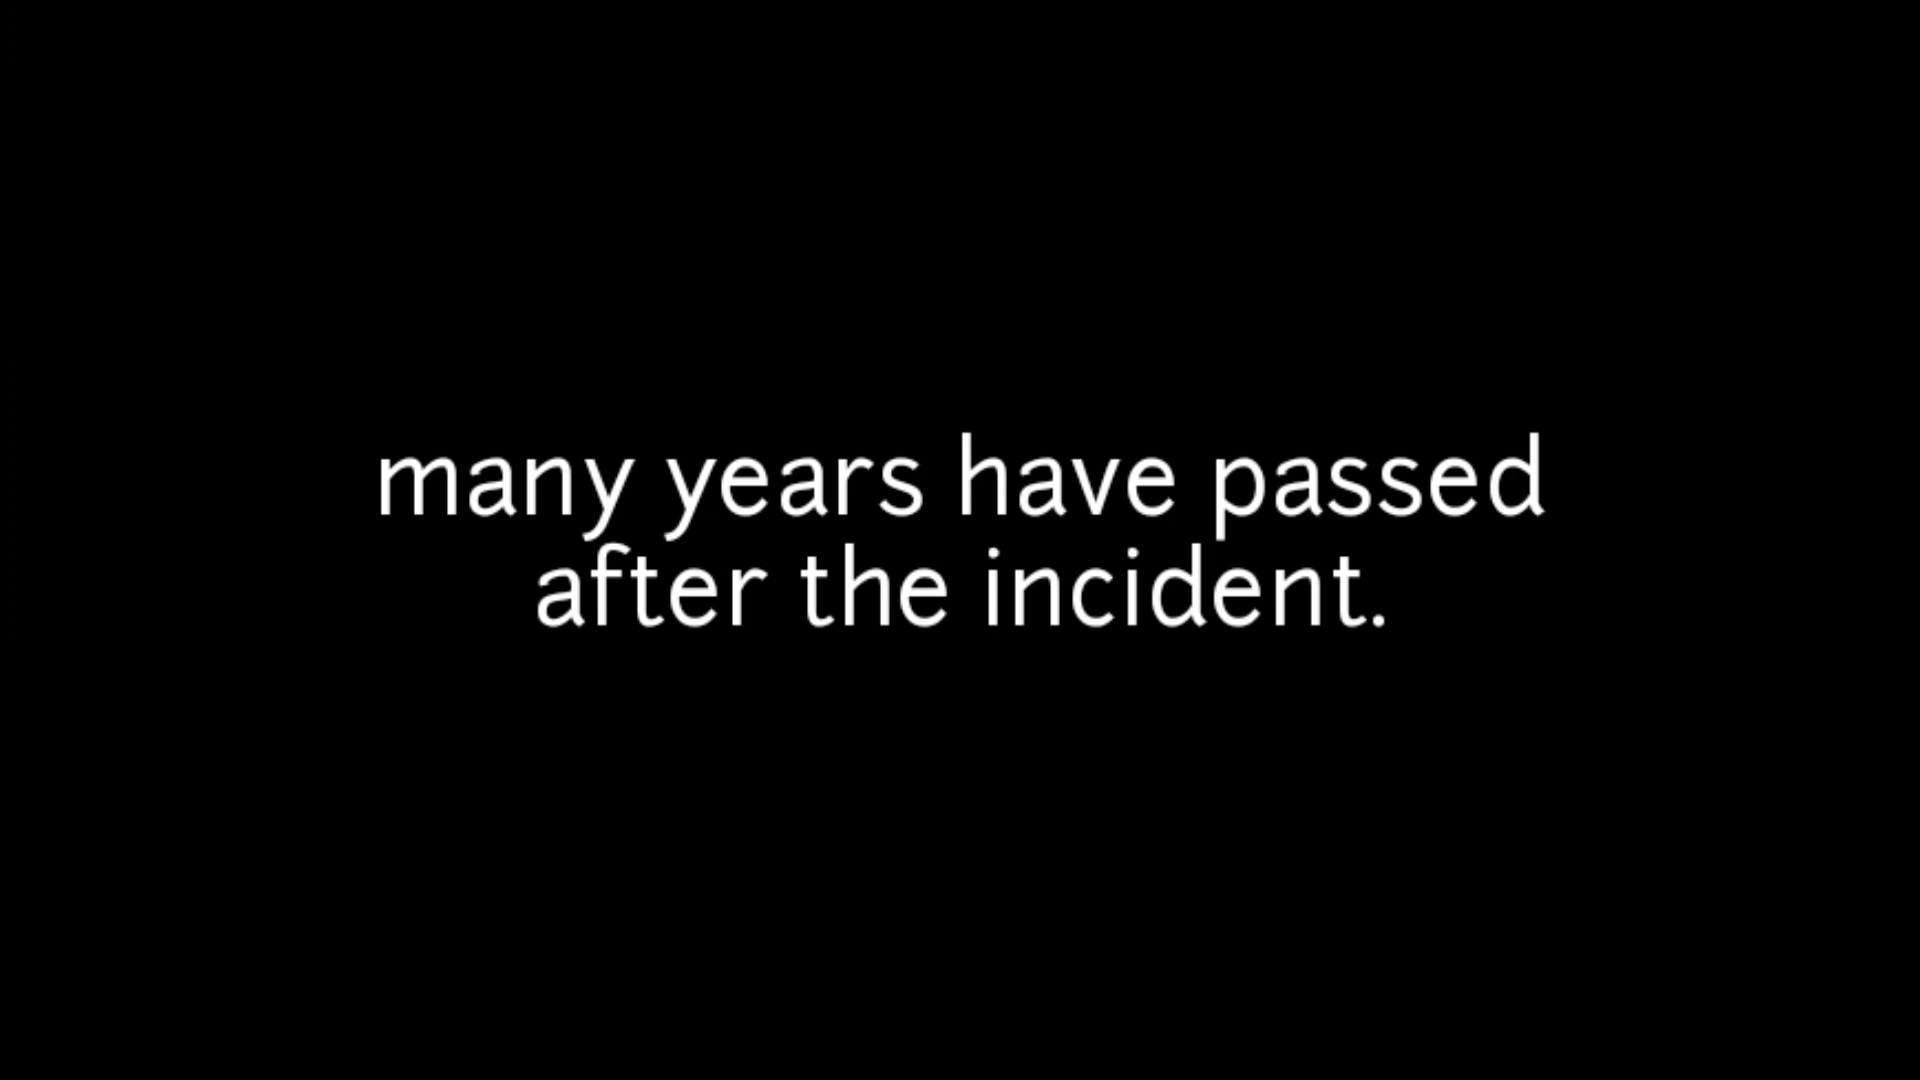 many years have passed
after the incident.